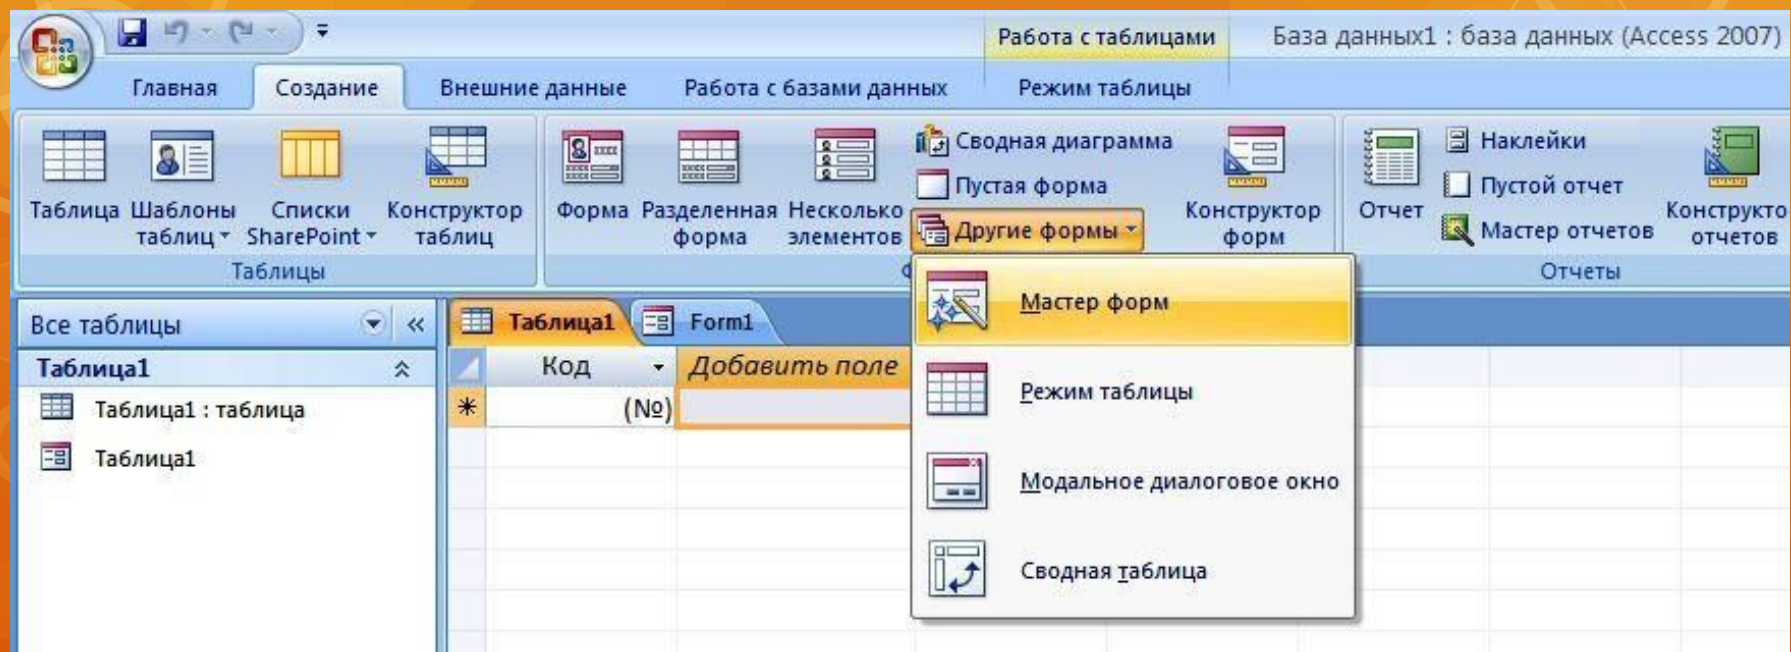 Работа с таблицами
База данных1 : база данных (Access 2007)
Главная
Создание
Внешние данные
Работа с базами данных
Режим таблицы
Таблица
Шаблоны
таблиц
Списки
SharePoint
Конструктор
таблиц
Таблицы
Форма
Разделенная
форма
Несколько
элементов
Сводная диаграмма
Пустая форма
Другие формы
Конструктор
форм
Отчет
Наклейки
Пустой отчет
Мастер отчетов
Конструкто
отчетов
Отчеты
Мастер форм
Режим таблицы
Модальное диалоговое окно
Сводная таблица
Все таблицы
Таблица1
Таблица1 : таблица
Таблица1
Таблица1
Form1
Код
Добавить поле
(№)